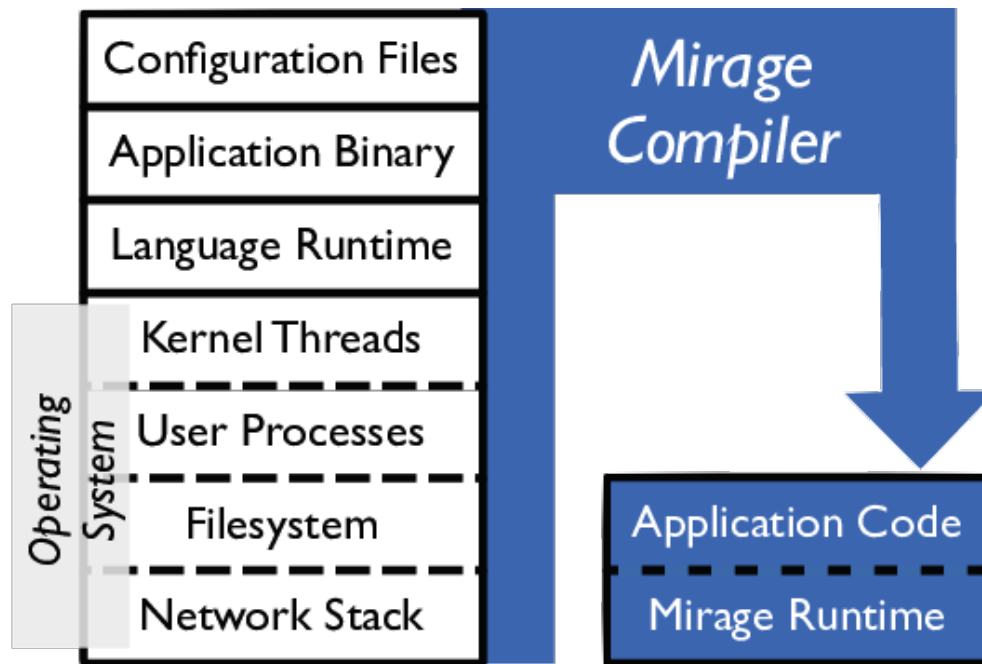 Configuration Files
Application Binary
Language Runtime
Kernel Threads
User Processes
Filesystem
Network Stack
Operating
System
Mirage
Compiler
Application Code
Mirage Runtime